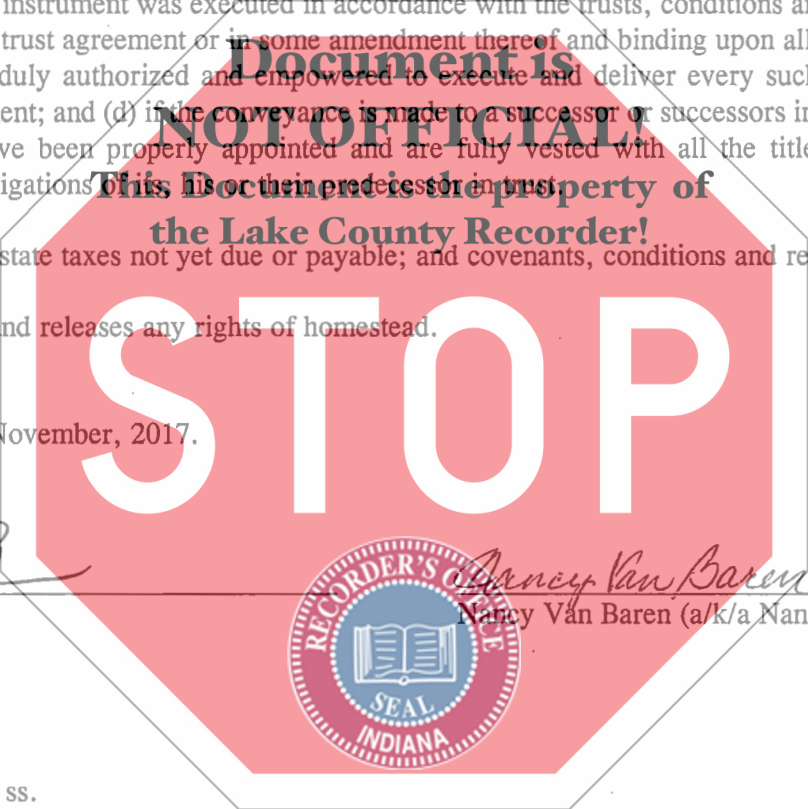 instrument was executed in accordance with the trusts, conditions a
trust agreement or in some amendment thereof and binding upon all
duly authorized and empowered to execute and deliver every suc
ent; and (d) if the conveyance is made to a successor or successors in
ve been properly appointed and are fully vested with all the title
igations of its, his or their predecessor in trust.
Document is
NOT OFFICIAL!
This Document is the property of
the Lake County Recorder!
state taxes not yet due or payable; and covenants, conditions and re
nd releases any rights of homestead.
STOP
November, 2017.
Nancy Van Baren
Nancy Van Baren (a/k/a Nan
RECORDER'S OFFICE
SEAL
INDIANA
ss.